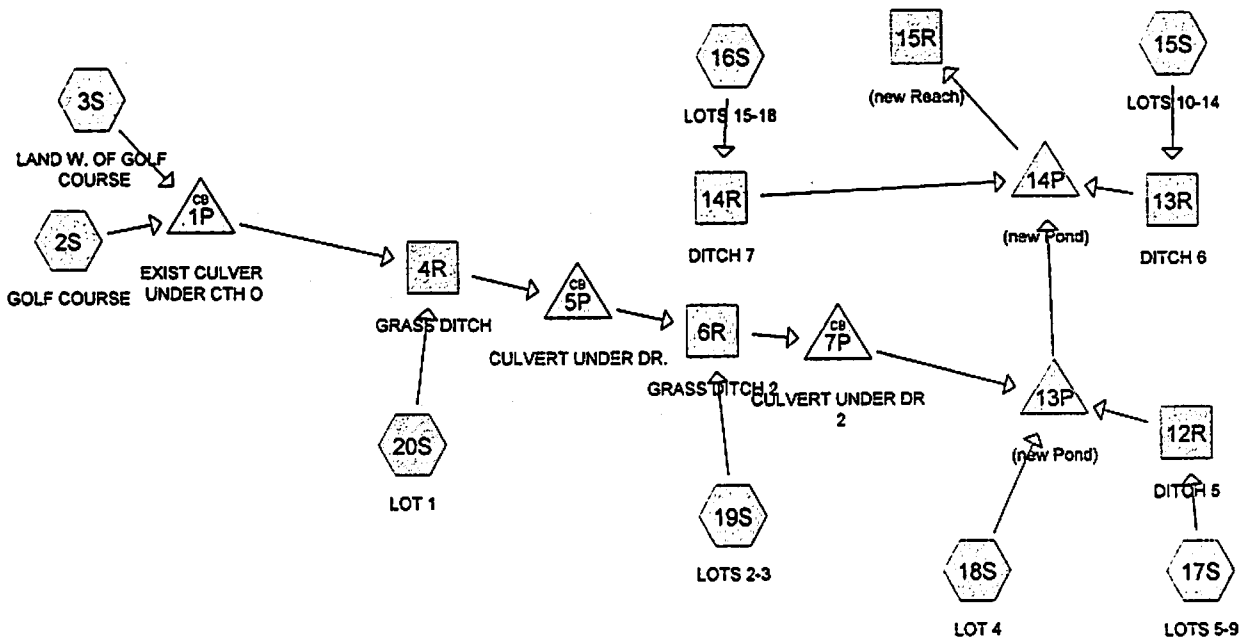 15R
16S
15S
(new Reach)
3S
LOTS 15-18
LOTS 10-14
LAND W. OF GOLF
COURSE
CB
1P
14R
14P
13R
2S
DITCH 7
(new Pond)
DITCH 6
GOLF COURSE
EXIST CULVER
UNDER CTH O
4R
CB
5P
GRASS DITCH
6R
CB
7P
CULVERT UNDER DR.
GRASS DITCH 2
CULVERT UNDER DR
2
13P
12R
20S
(new Pond)
DITCH 5
LOT 1
19S
LOTS 2-3
18S
17S
LOT 4
LOTS 5-9